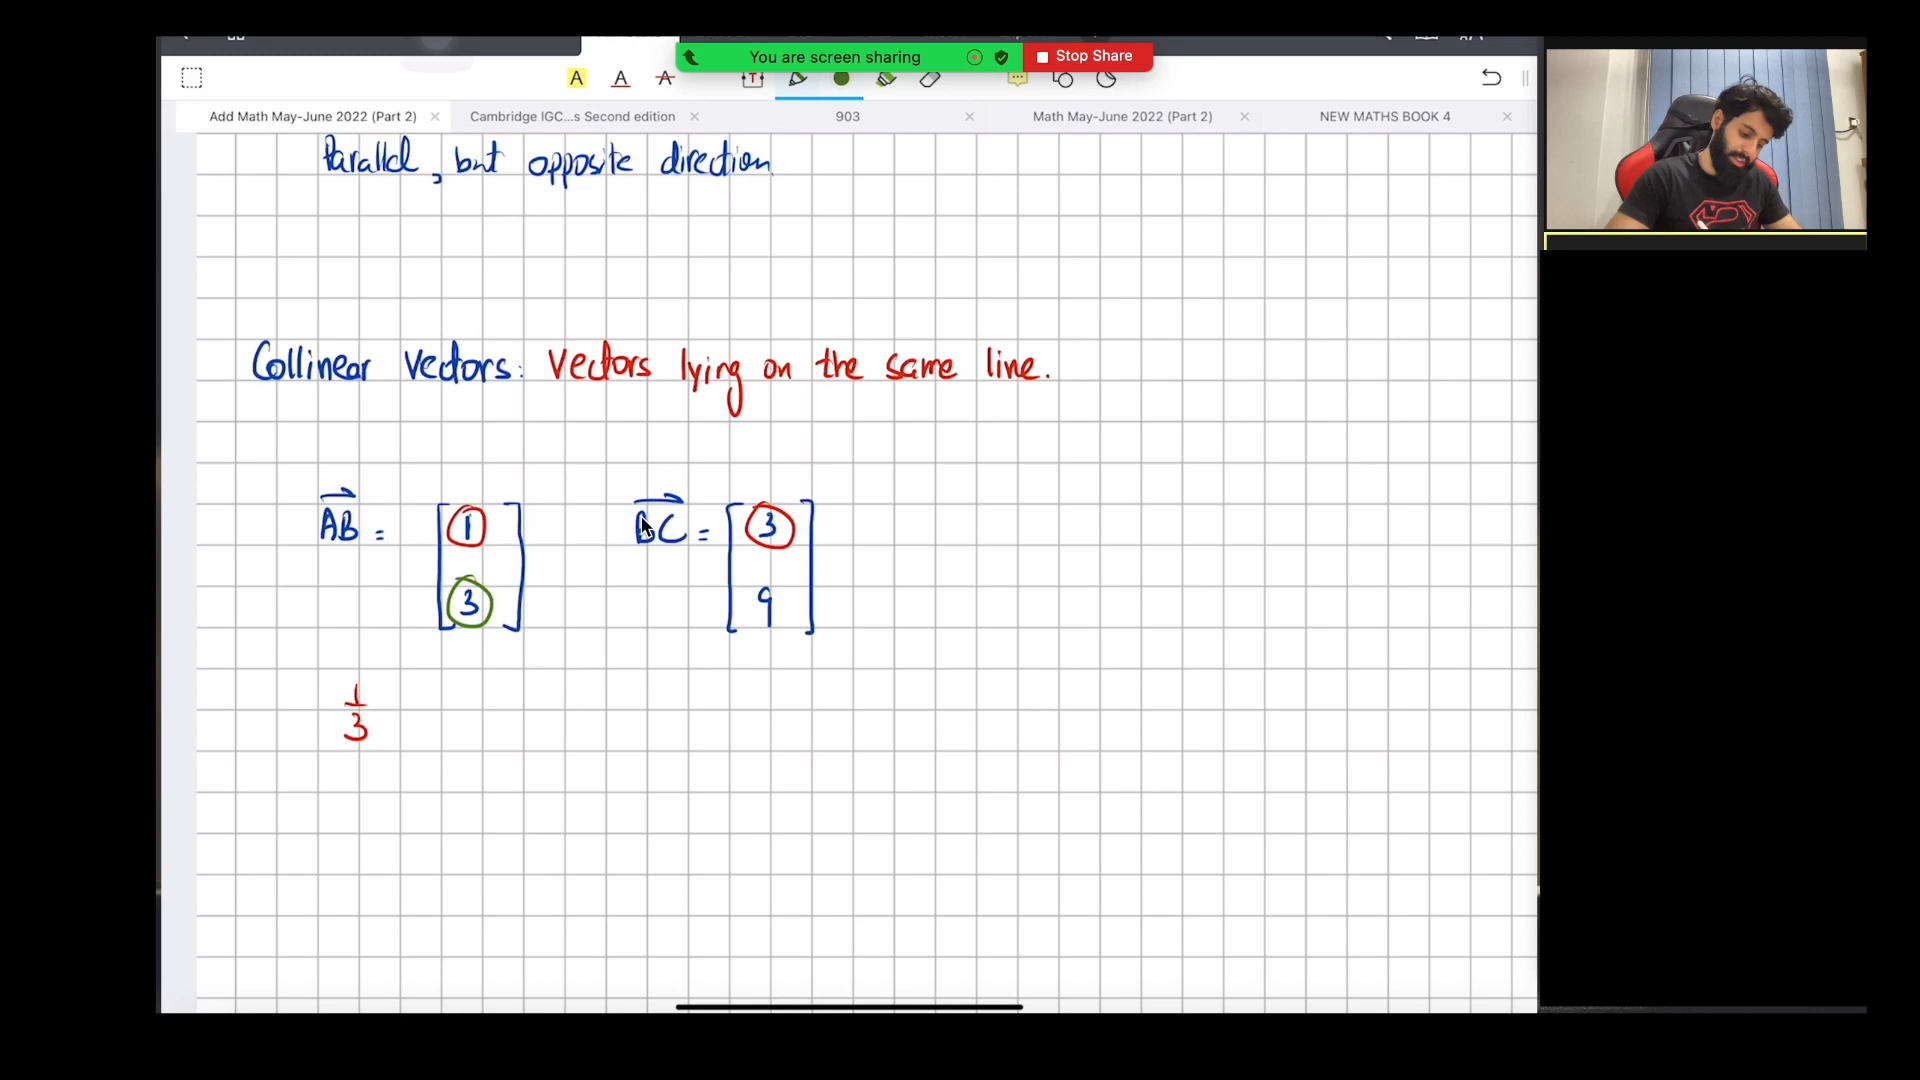 You are screen sharing
Stop Share
Add Math May-June 2022 (Part 2)
Cambridge IGC...s Second edition
903
Math May-June 2022 (Part 2)
NEW MATHS BOOK 4
Parallel, but opposite direction
Collinear Vectors: Vectors lying on the same line.
AB = [1 3] BC = [3 9]
1/3